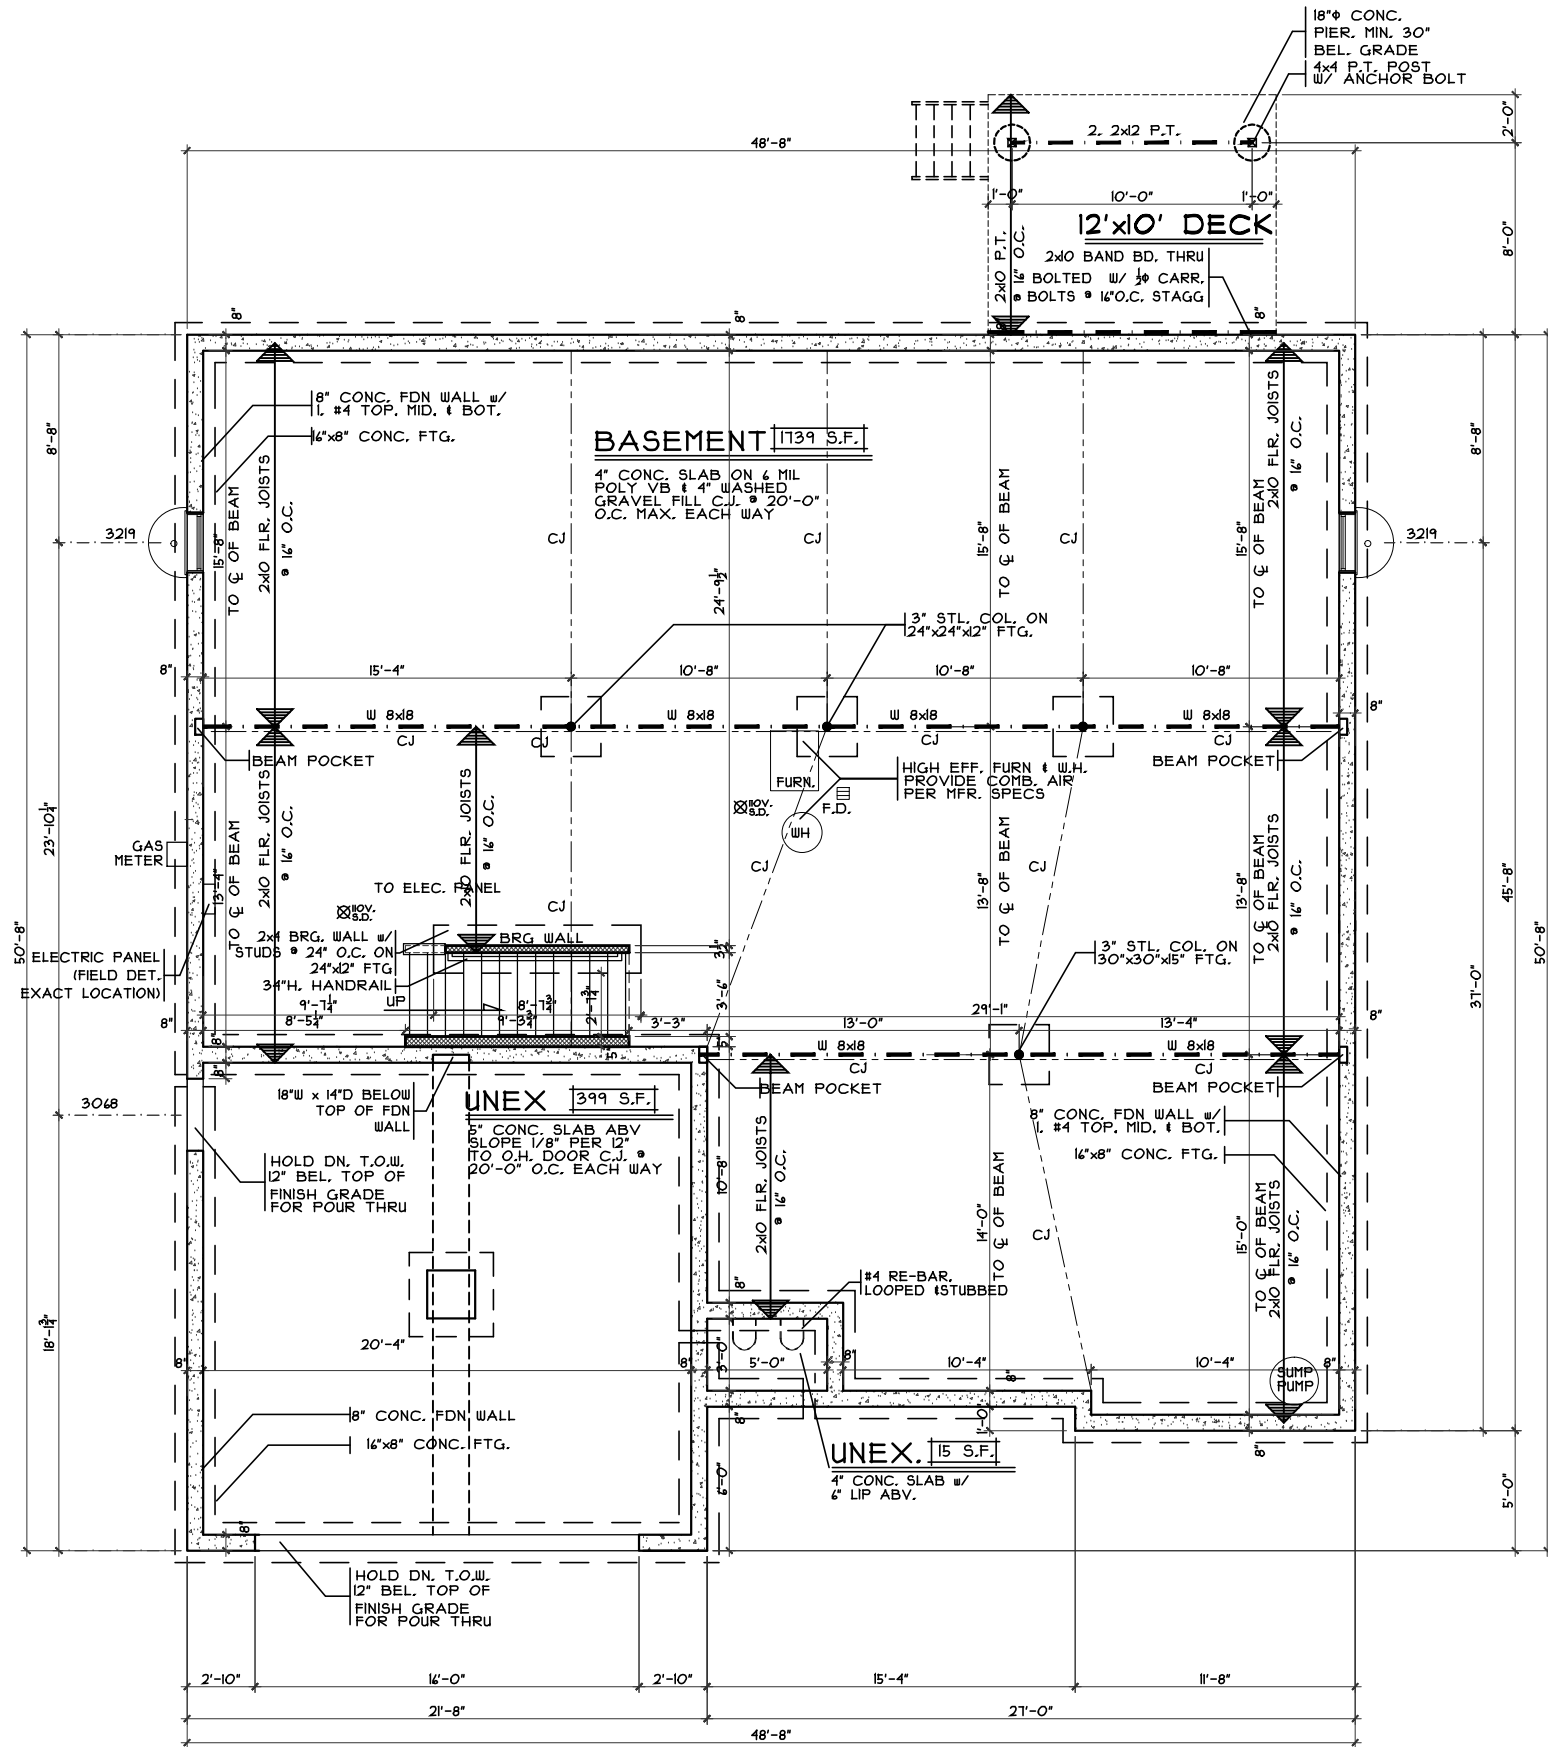 18"ϕ CONC.
PIER. MIN. 30"
BEL. GRADE
4x4 P.T. POST
W/ ANCHOR BOLT
2, 2x12 P.T.
2'-0"
48'-8"
1'-0"
10'-0"
1'-0"
12'x10' DECK
8'-0"
2x10 P.T.
@ 16" O.C.
2x10 BAND BD. THRU
BOLTED W/ ½ϕ CARR.
BOLTS @ 16"O.C. STAGG
8"
8"
8"
8'-8"
8" CONC. FDN WALL w/
1, #4 TOP, MID. & BOT.
16"x8" CONC. FTG.
BASEMENT 1739 S.F.
4" CONC. SLAB ON 6 MIL
POLY VB & 4" WASHED
GRAVEL FILL C.J. @ 20'-0"
O.C. MAX. EACH WAY
2x10 FLR. JOISTS
@ 16" O.C.
8'-8"
3219
15'-8"
TO ℄ OF BEAM
2x10 FLR. JOISTS
@ 16" O.C.
CJ
CJ
CJ
24'-9½"
15'-8"
TO ℄ OF BEAM
15'-8"
TO ℄ OF BEAM
3219
3" STL. COL. ON
24"x24"x12" FTG.
8"
15'-4"
10'-8"
10'-8"
10'-8"
8"
W 8x18
W 8x18
W 8x18
W 8x18
CJ
CJ
CJ
CJ
BEAM POCKET
BEAM POCKET
FURN.
HIGH EFF. FURN & W.H.
PROVIDE COMB. AIR
PER MFR. SPECS
110V.
S.D.
F.D.
WH
23'-10½"
GAS
METER
13'-4"
TO ℄ OF BEAM
2x10 FLR. JOISTS
@ 16" O.C.
2x10 FLR. JOISTS
@ 16" O.C.
CJ
CJ
13'-8"
TO ℄ OF BEAM
13'-8"
TO ℄ OF BEAM
2x10 FLR. JOISTS
@ 16" O.C.
45'-8"
TO ELEC. PANEL
CJ
110V.
S.D.
50'-8"
50'-8"
2x4 BRG. WALL w/
STUDS @ 24" O.C. ON
24"x12" FTG
34"H. HANDRAIL
BRG WALL
ELECTRIC PANEL
(FIELD DET.
EXACT LOCATION)
3" STL. COL. ON
30"x30"x15" FTG.
3½"
3'-6"
37'-0"
UP
9'-7¼"
8'-7¾"
2'-7¾"
29'-1"
8"
8"
8'-5¼"
9'-3¾"
3'-3"
13'-0"
13'-4"
5"
5"
W 8x18
W 8x18
CJ
CJ
8"
8"
BEAM POCKET
BEAM POCKET
3068
18"W x 14"D BELOW
TOP OF FDN
WALL
UNEX 399 S.F.
5" CONC. SLAB ABV
SLOPE 1/8" PER 12"
TO O.H. DOOR C.J. @
20'-0" O.C. EACH WAY
8" CONC. FDN WALL w/
1, #4 TOP, MID. & BOT.
16"x8" CONC. FTG.
HOLD DN. T.O.W.
12" BEL. TOP OF
FINISH GRADE
FOR POUR THRU
10'-8"
2x10 FLR. JOISTS
@ 16" O.C.
14'-0"
TO ℄ OF BEAM
CJ
15'-0"
TO ℄ OF BEAM
2x10 FLR. JOISTS
@ 16" O.C.
#4 RE-BAR,
LOOPED &STUBBED
8"
18'-1¾"
20'-4"
8"
8"
3'-0"
5'-0"
8"
10'-4"
8"
10'-4"
8"
SUMP
PUMP
8" CONC. FDN WALL
16"x8" CONC. FTG.
8"
1'-0"
8"
UNEX. 15 S.F.
4" CONC. SLAB w/
6" LIP ABV.
6'-0"
5'-0"
8"
HOLD DN. T.O.W.
12" BEL. TOP OF
FINISH GRADE
FOR POUR THRU
2'-10"
16'-0"
2'-10"
15'-4"
11'-8"
21'-8"
27'-0"
48'-8"